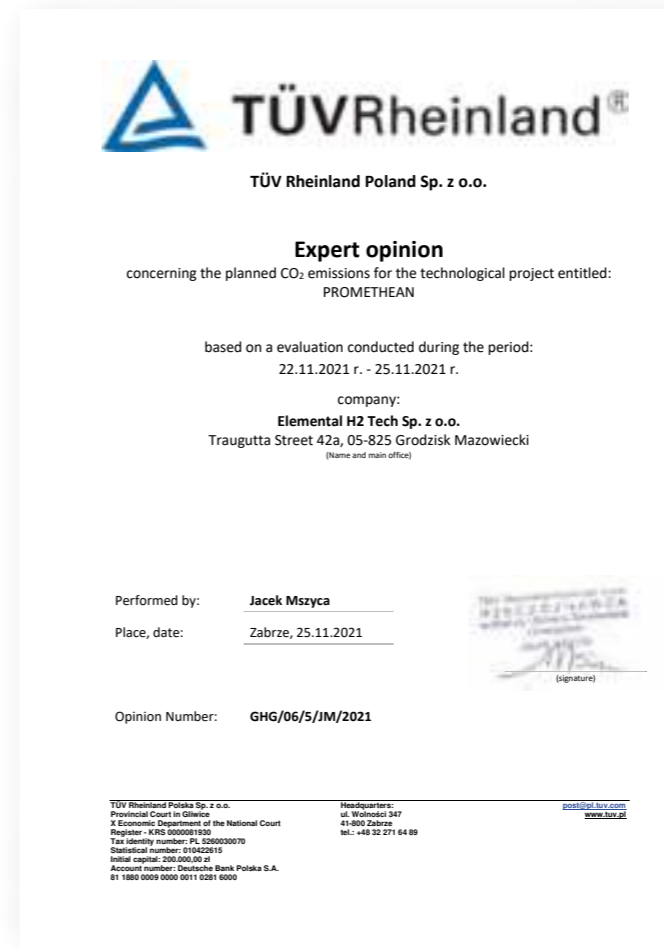 TÜVRheinland®
TÜV Rheinland Poland Sp. z o.o.
Expert opinion
concerning the planned CO₂ emissions for the technological project entitled:
PROMETHEAN
based on a evaluation conducted during the period:
22.11.2021 r. - 25.11.2021 r.
company:
Elemental H2 Tech Sp. z o.o.
Traugutta Street 42a, 05-825 Grodzisk Mazowiecki
(Name and main office)
Performed by: Jacek Mszyca
Place, date: Zabrze, 25.11.2021
(signature)
Opinion Number: GHG/06/5/JM/2021
TÜV Rheinland Polska Sp. z o.o.
Provincial Court in Gliwice
X Economic Department of the National Court
Register - KRS 0000081930
Tax identity number: PL 5260030070
Statistical number: 010422615
Initial capital: 200.000,00 zł
Account number: Deutsche Bank Polska S.A.
81 1880 0009 0000 0011 0281 6000
Headquarters:
ul. Wolności 347
41-800 Zabrze
tel.: +48 32 271 64 89
post@pl.tuv.com
www.tuv.pl